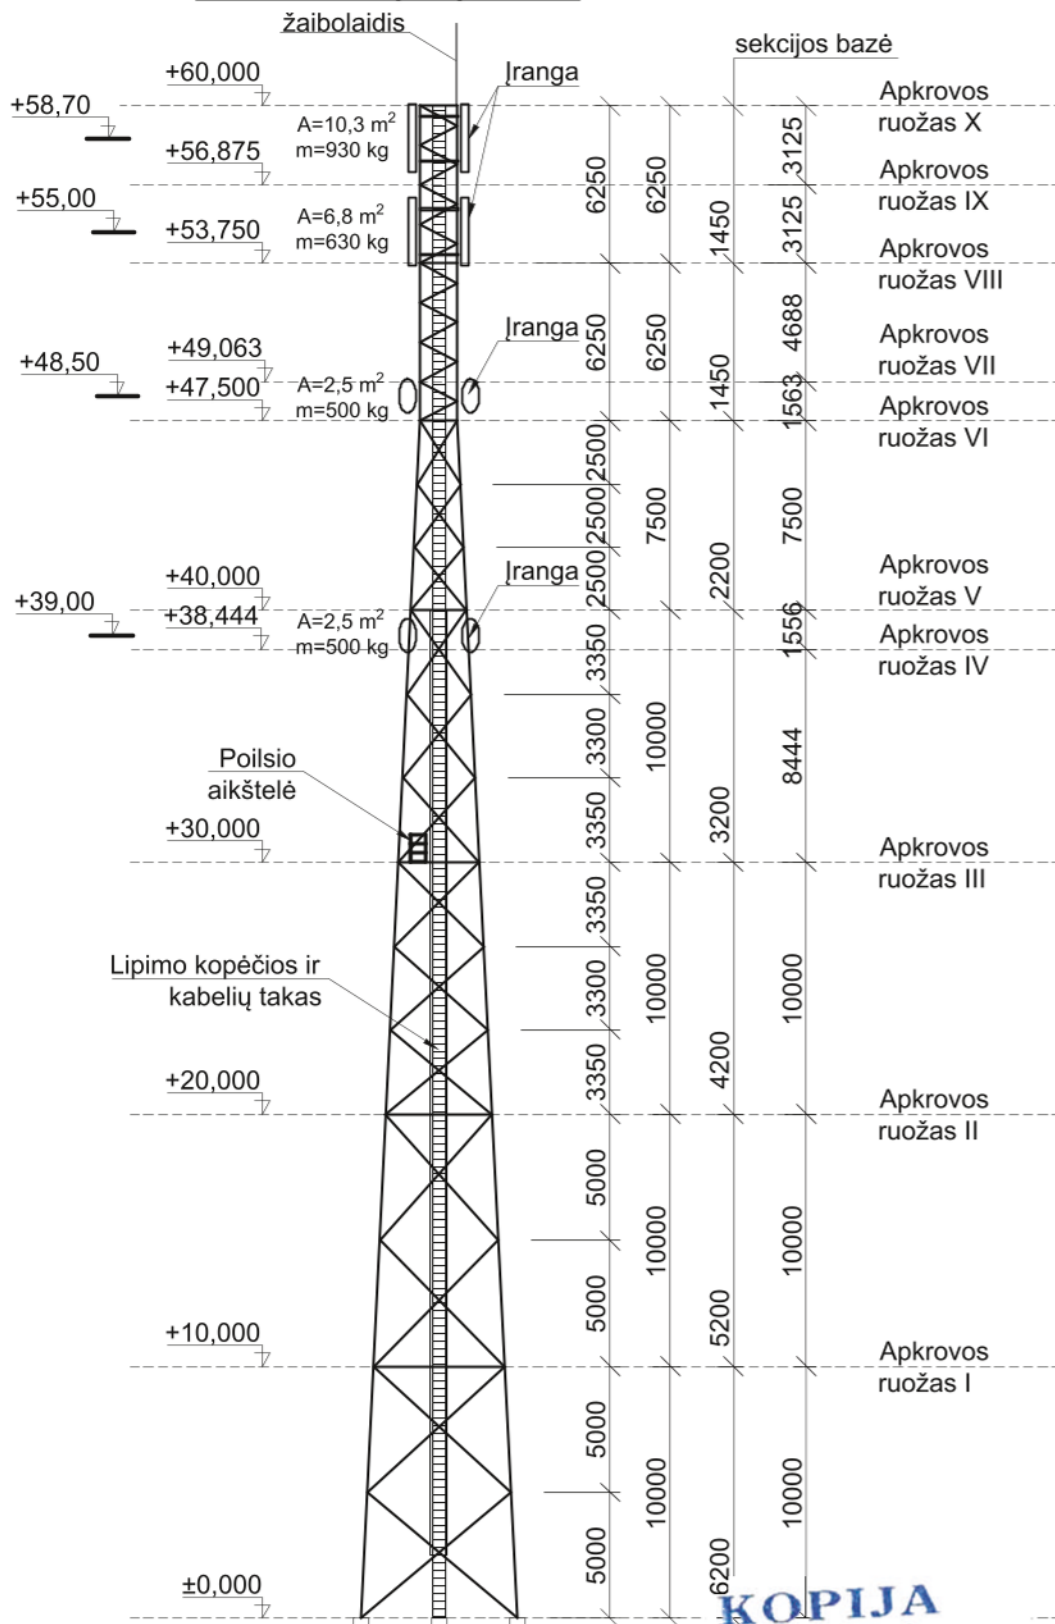 žaibolaidis
sekcijos bazė
+60,000
Įranga
Apkrovos
ruožas X
+58,70
A=10,3 m²
m=930 kg
3125
+56,875
6250
6250
Apkrovos
ruožas IX
+55,00
A=6,8 m²
m=630 kg
1450
3125
+53,750
Apkrovos
ruožas VIII
4688
+49,063
Įranga
6250
6250
Apkrovos
ruožas VII
+48,50
+47,500
A=2,5 m²
m=500 kg
1450
1563
Apkrovos
ruožas VI
2500
2500
7500
7500
+40,000
Įranga
2500
2200
Apkrovos
ruožas V
+39,00
+38,444
A=2,5 m²
m=500 kg
3350
1556
Apkrovos
ruožas IV
3300
10000
8444
Poilsio
aikštelė
+30,000
3350
3200
Apkrovos
ruožas III
3350
Lipimo kopėčios ir
kabelių takas
3300
10000
10000
+20,000
3350
4200
Apkrovos
ruožas II
5000
10000
10000
+10,000
5000
5200
Apkrovos
ruožas I
5000
10000
10000
±0,000
5000
6200
KOPIJA